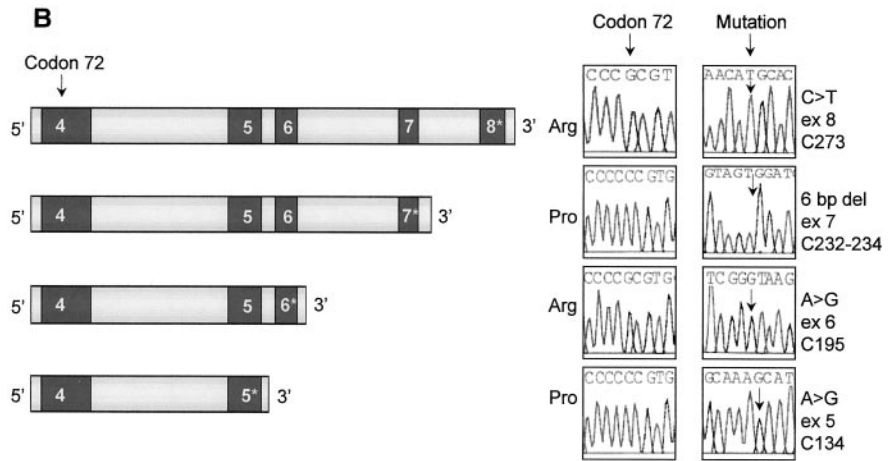 B
Codon 72
5' 4 5 6 7 8* 3'
5' 4 5 6 7* 3'
5' 4 5 6* 3'
5' 4 5* 3'
Codon 72 Mutation
Arg CCCGCGT AACATGCAC C>T
ex 8
C273
Pro CCCCCCGTG GTAGTGGAT 6 bp del
ex 7
C232-234
Arg CCCCGCGTG TCGGGTAAG A>G
ex 6
C195
Pro CCCCCCGTG GCAAAGCAT A>G
ex 5
C134